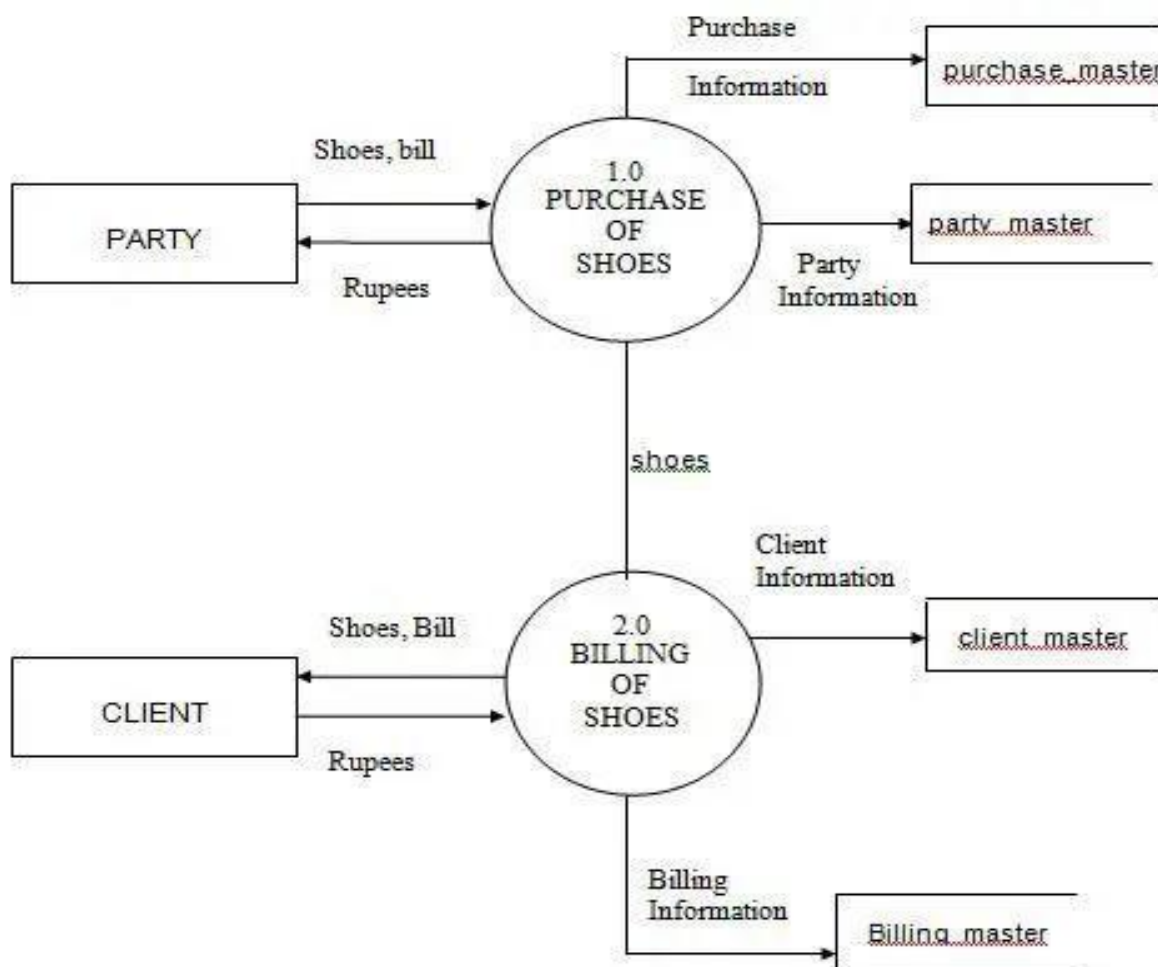 Purchase
Information
purchase_master
Shoes, bill
PARTY
Rupees
1.0
PURCHASE
OF
SHOES
party_master
Party
Information
shoes
Client
Information
client_master
Shoes, Bill
CLIENT
Rupees
2.0
BILLING
OF
SHOES
Billing
Information
Billing_master